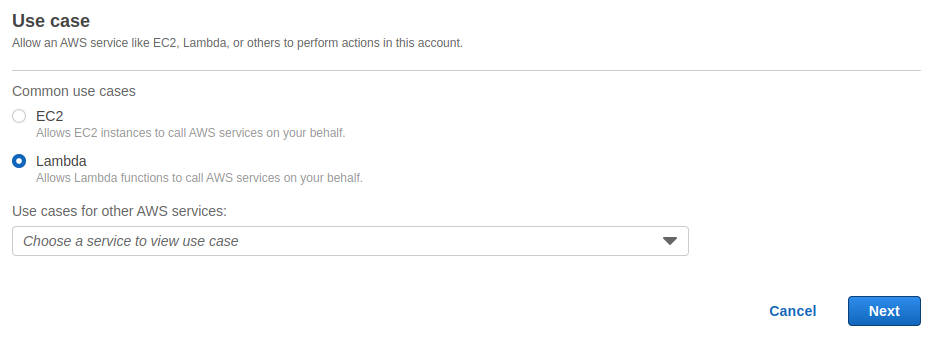 Use case
Allow an AWS service like EC2, Lambda, or others to perform actions in this account.
Common use cases
EC2
Allows EC2 instances to call AWS services on your behalf.
Lambda
Allows Lambda functions to call AWS services on your behalf.
Use cases for other AWS services:
Choose a service to view use case
Cancel
Next